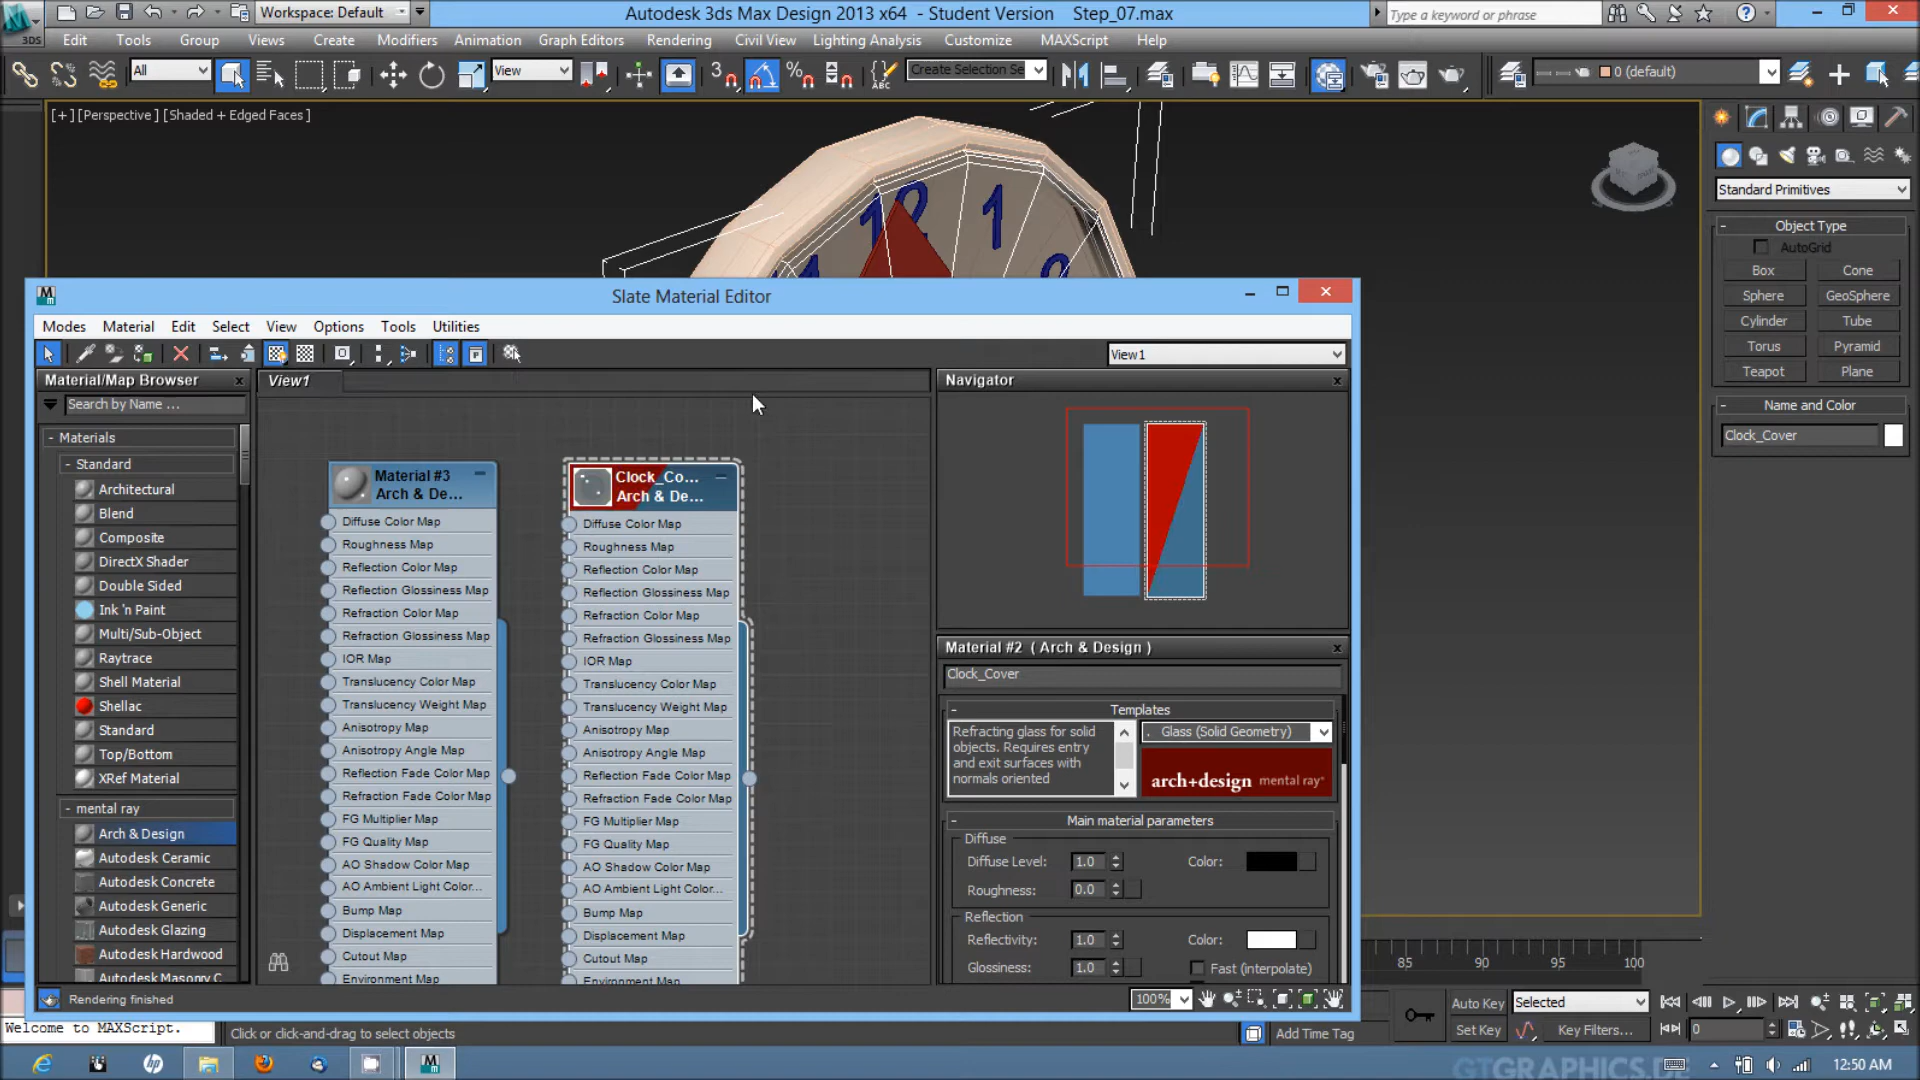 3DS
Workspace: Default
Autodesk 3ds Max Design 2013 x64 - Student Version Step_07.max
Type a keyword or phrase
Edit Tools Group Views Create Modifiers Animation Graph Editors Rendering Civil View Lighting Analysis Customize MAXScript Help
All
View
3
ABC
Create Selection Se
0 (default)
[+] [Perspective] [Shaded + Edged Faces]
12 1
Standard Primitives
- Object Type
AutoGrid
Box Cone
Sphere GeoSphere
Cylinder Tube
Torus Pyramid
Teapot Plane
- Name and Color
Clock_Cover
Slate Material Editor
Modes Material Edit Select View Options Tools Utilities
View1
Material/Map Browser
Search by Name ...
- Materials
- Standard
Architectural
Blend
Composite
DirectX Shader
Double Sided
Ink 'n Paint
Multi/Sub-Object
Raytrace
Shell Material
Shellac
Standard
Top/Bottom
XRef Material
- mental ray
Arch & Design
Autodesk Ceramic
Autodesk Concrete
Autodesk Generic
Autodesk Glazing
Autodesk Hardwood
Autodesk Masonry C
View1
Material #3
Arch & De...
Diffuse Color Map
Roughness Map
Reflection Color Map
Reflection Glossiness Map
Refraction Color Map
Refraction Glossiness Map
IOR Map
Translucency Color Map
Translucency Weight Map
Anisotropy Map
Anisotropy Angle Map
Reflection Fade Color Map
Refraction Fade Color Map
FG Multiplier Map
FG Quality Map
AO Shadow Color Map
AO Ambient Light Color...
Bump Map
Displacement Map
Cutout Map
Environment Map
Clock_Co...
Arch & De...
Diffuse Color Map
Roughness Map
Reflection Color Map
Reflection Glossiness Map
Refraction Color Map
Refraction Glossiness Map
IOR Map
Translucency Color Map
Translucency Weight Map
Anisotropy Map
Anisotropy Angle Map
Reflection Fade Color Map
Refraction Fade Color Map
FG Multiplier Map
FG Quality Map
AO Shadow Color Map
AO Ambient Light Color...
Bump Map
Displacement Map
Cutout Map
Environment Map
Navigator
Material #2 ( Arch & Design )
Clock_Cover
- Templates
Refracting glass for solid
objects. Requires entry
and exit surfaces with
normals oriented
. Glass (Solid Geometry)
arch+design mental ray
- Main material parameters
Diffuse
Diffuse Level: 1.0 Color:
Roughness: 0.0
Reflection
Reflectivity: 1.0 Color:
Glossiness: 1.0 Fast (interpolate)
Rendering finished
100%
85 90 95 100
Welcome to MAXScript.
Click or click-and-drag to select objects
Add Time Tag
Auto Key Selected
Set Key Key Filters...
0
hp
GTGRAPHICS.DE
12:50 AM